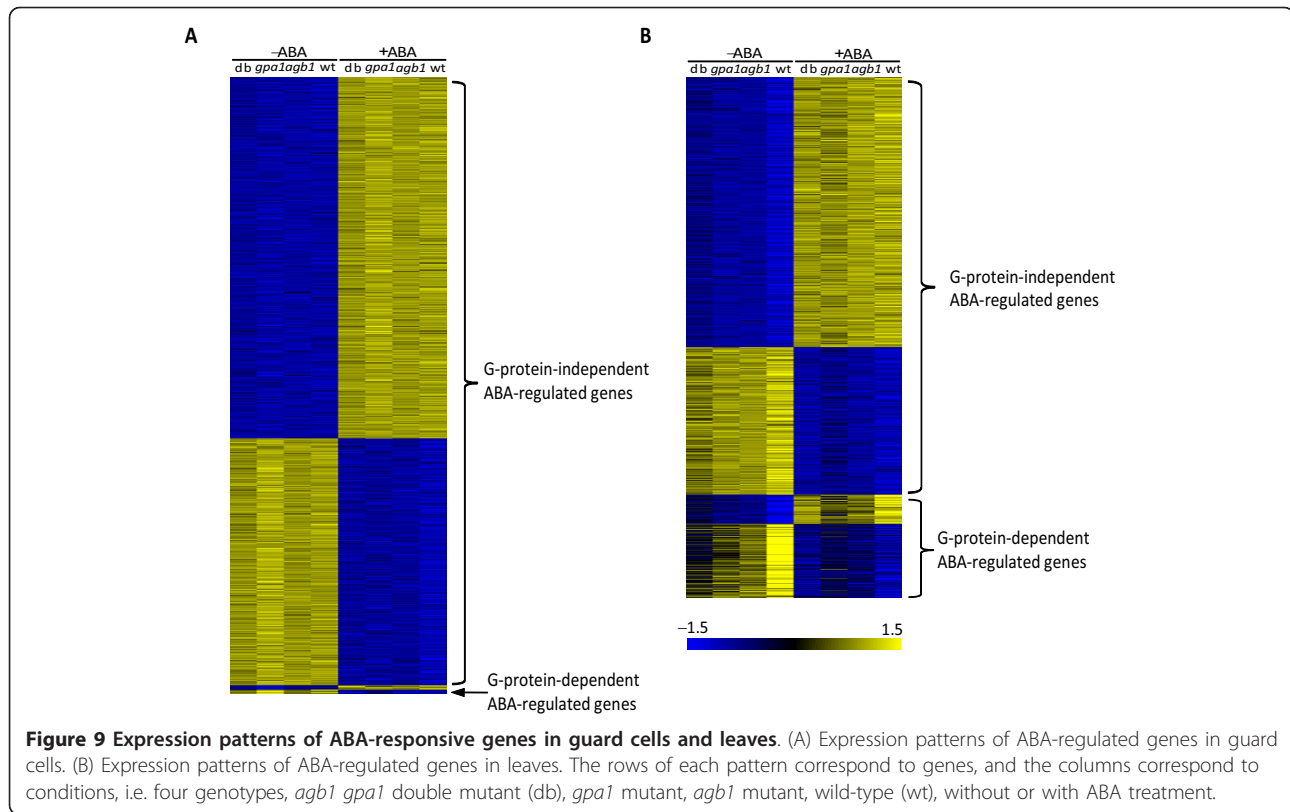 A
–ABA
+ABA
db gpa1agb1 wt
db gpa1agb1 wt
G-protein-independent
ABA-regulated genes
G-protein-dependent
ABA-regulated genes
B
–ABA
+ABA
db gpa1agb1 wt
db gpa1agb1 wt
G-protein-independent
ABA-regulated genes
G-protein-dependent
ABA-regulated genes
–1.5
1.5
Figure 9 Expression patterns of ABA-responsive genes in guard cells and leaves. (A) Expression patterns of ABA-regulated genes in guard
cells. (B) Expression patterns of ABA-regulated genes in leaves. The rows of each pattern correspond to genes, and the columns correspond to
conditions, i.e. four genotypes, agb1 gpa1 double mutant (db), gpa1 mutant, agb1 mutant, wild-type (wt), without or with ABA treatment.